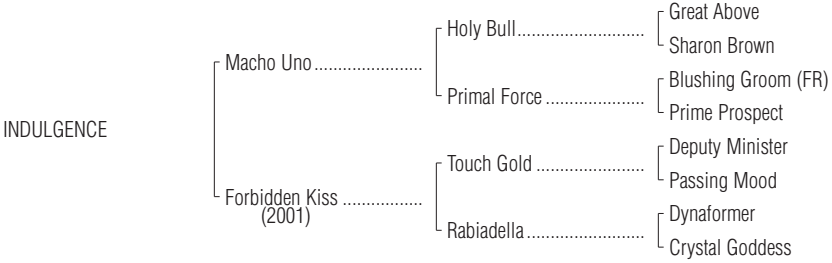 Great Above
Holy Bull
Sharon Brown
Macho Uno
Blushing Groom (FR)
Primal Force
Prime Prospect
INDULGENCE
Deputy Minister
Touch Gold
Passing Mood
Forbidden Kiss
(2001)
Dynaformer
Rabiadella
Crystal Goddess